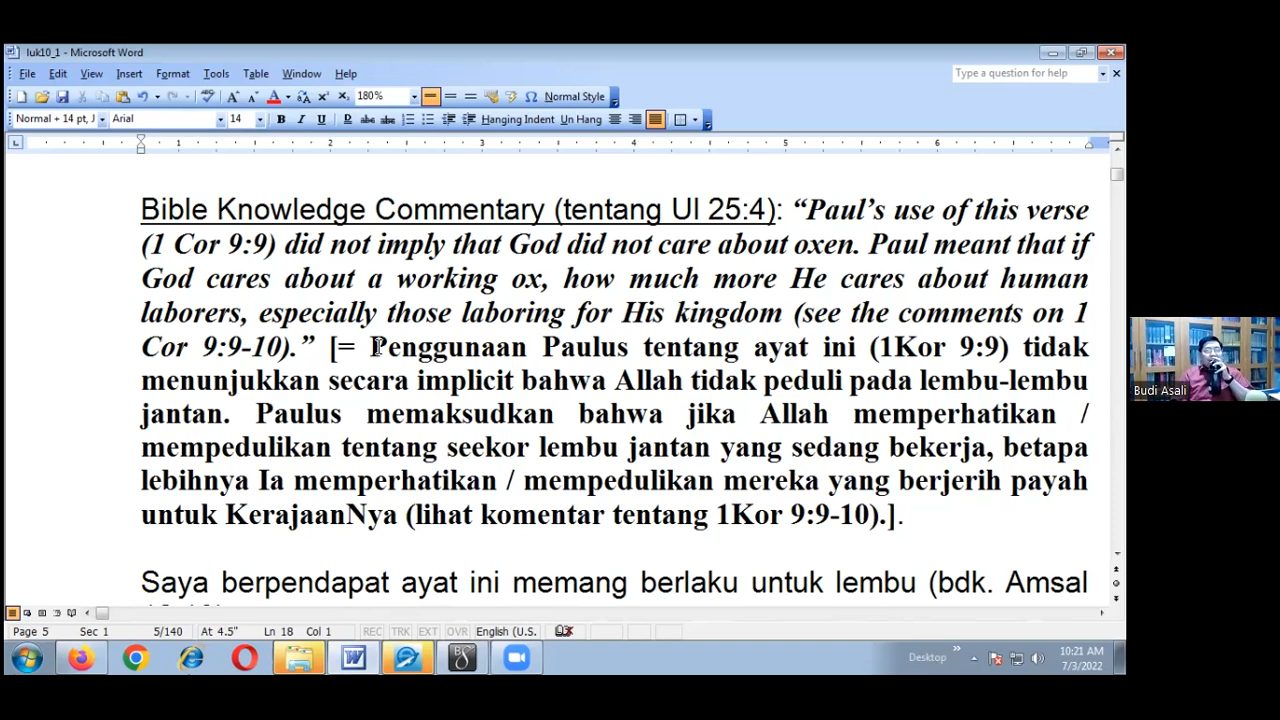 luk10_1 - Microsoft Word
File Edit View Insert Format Tools Table Window Help
Type a question for help
180%
Normal Style
Normal + 14 pt, J
Arial
14
B I U
Hanging Indent Un Hang
1 2 3 4 5 6
Bible Knowledge Commentary (tentang Ul 25:4): “Paul’s use of this verse
(1 Cor 9:9) did not imply that God did not care about oxen. Paul meant that if
God cares about a working ox, how much more He cares about human
laborers, especially those laboring for His kingdom (see the comments on 1
Cor 9:9-10).” [= Penggunaan Paulus tentang ayat ini (1Kor 9:9) tidak
menunjukkan secara implicit bahwa Allah tidak peduli pada lembu-lembu
jantan. Paulus memaksudkan bahwa jika Allah memperhatikan /
mempedulikan tentang seekor lembu jantan yang sedang bekerja, betapa
lebihnya Ia memperhatikan / mempedulikan mereka yang berjerih payah
untuk KerajaanNya (lihat komentar tentang 1Kor 9:9-10).].
Saya berpendapat ayat ini memang berlaku untuk lembu (bdk. Amsal
Budi Asali
Page 5 Sec 1 5/140 At 4.5" Ln 18 Col 1 REC TRK EXT OVR English (U.S.
Desktop
10:21 AM
7/3/2022